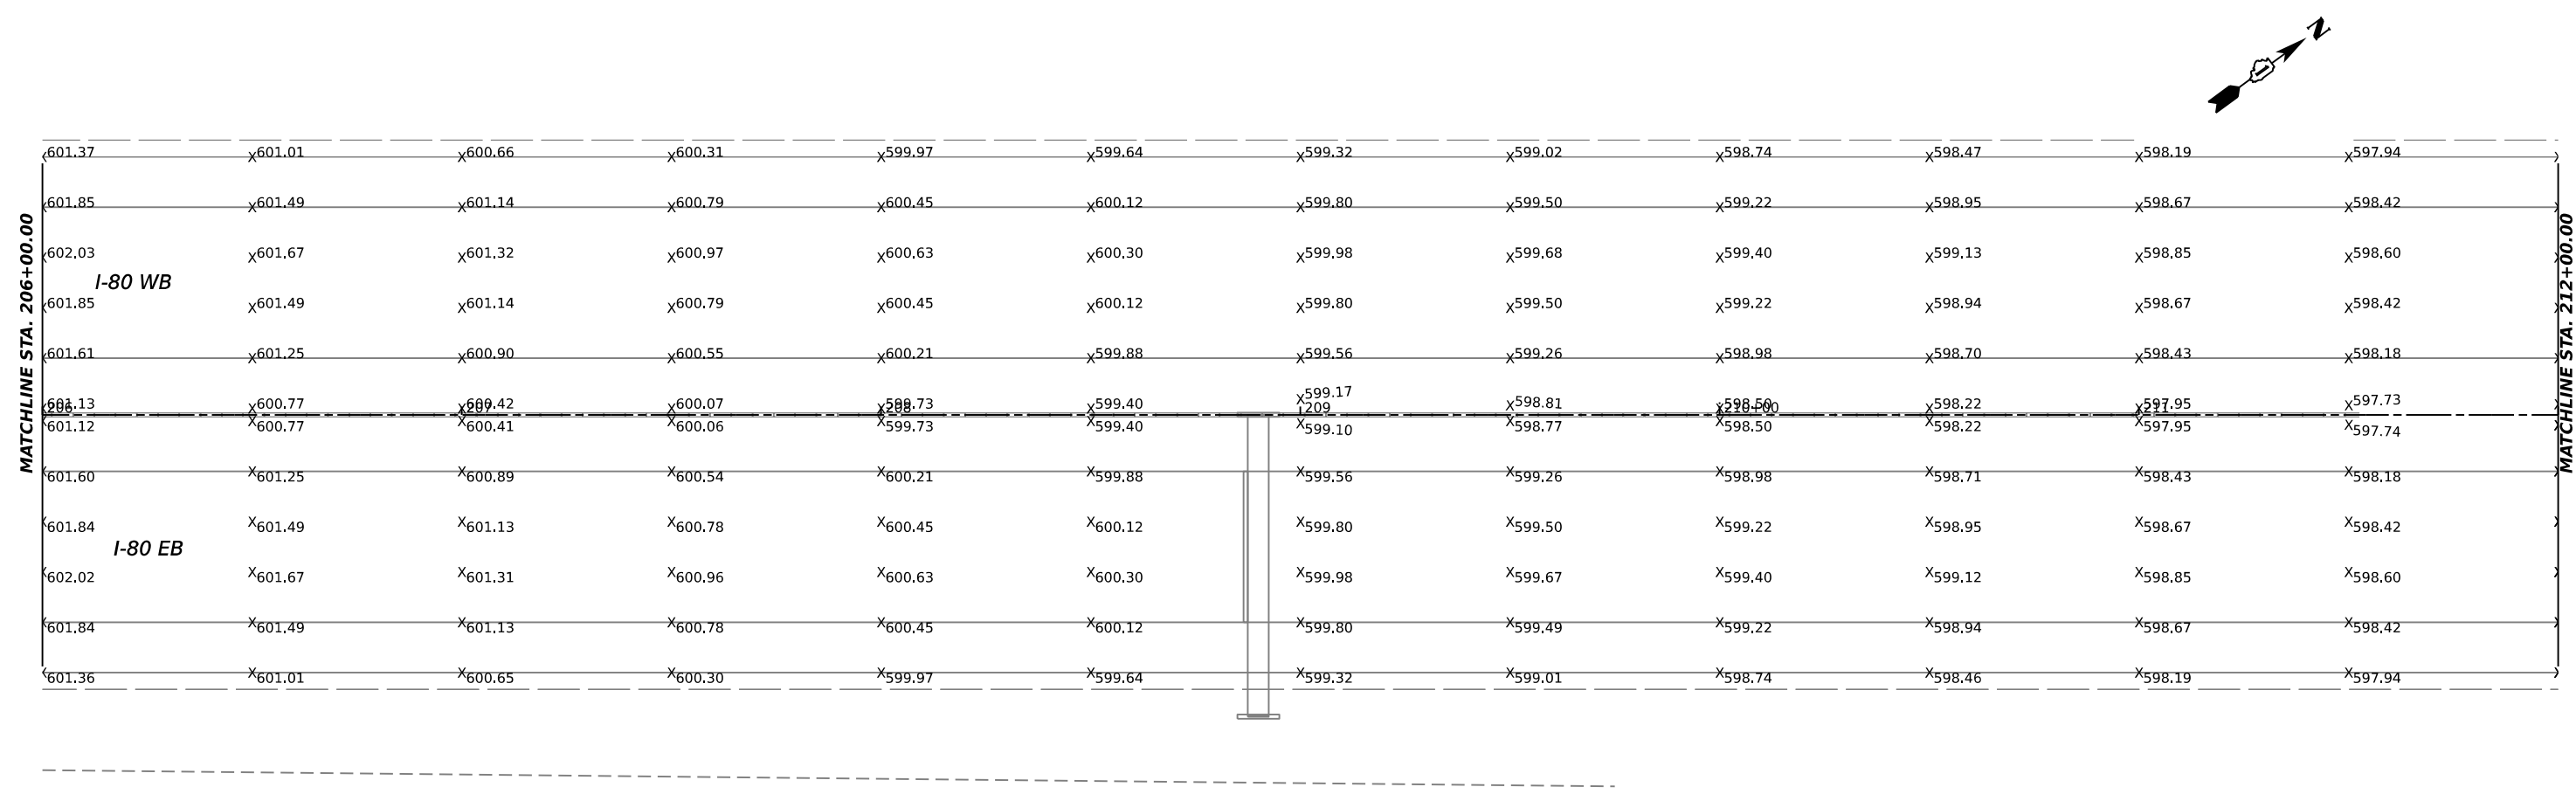 N
601.37 601.01 600.66 600.31 599.97 599.64 599.32 599.02 598.74 598.47 598.19 597.94
601.85 601.49 601.14 600.79 600.45 600.12 599.80 599.50 599.22 598.95 598.67 598.42
602.03 601.67 601.32 600.97 600.63 600.30 599.98 599.68 599.40 599.13 598.85 598.60
I-80 WB
601.85 601.49 601.14 600.79 600.45 600.12 599.80 599.50 599.22 598.94 598.67 598.42
601.61 601.25 600.90 600.55 600.21 599.88 599.56 599.26 598.98 598.70 598.43 598.18
601.13 600.77 600.42 600.07 599.73 599.40 599.17 598.81 598.50 598.22 597.95 597.73
206 207 208 209 210+00 211
601.12 600.77 600.41 600.06 599.73 599.40 599.10 598.77 598.50 598.22 597.95 597.74
601.60 601.25 600.89 600.54 600.21 599.88 599.56 599.26 598.98 598.71 598.43 598.18
601.84 601.49 601.13 600.78 600.45 600.12 599.80 599.50 599.22 598.95 598.67 598.42
I-80 EB
602.02 601.67 601.31 600.96 600.63 600.30 599.98 599.67 599.40 599.12 598.85 598.60
601.84 601.49 601.13 600.78 600.45 600.12 599.80 599.49 599.22 598.94 598.67 598.42
601.36 601.01 600.65 600.30 599.97 599.64 599.32 599.01 598.74 598.46 598.19 597.94
MATCHLINE STA. 206+00.00
MATCHLINE STA. 212+00.00